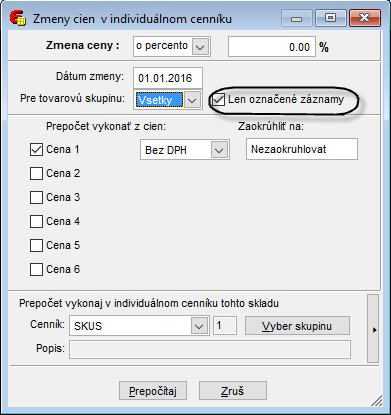 Zmeny cien v individuálnom cenníku
Zmena ceny : o percento 0.00 %
Dátum zmeny: 01.01.2016
Pre tovarovú skupinu: Vsetky Len označené záznamy
Prepočet vykonať z cien: Zaokrúhliť na:
Cena 1 Bez DPH Nezaokruhlovat
Cena 2
Cena 3
Cena 4
Cena 5
Cena 6
Prepočet vykonaj v individuálnom cenníku tohto skladu
Cenník: SKUS 1 Vyber skupinu
Popis:
Prepočítaj Zruš